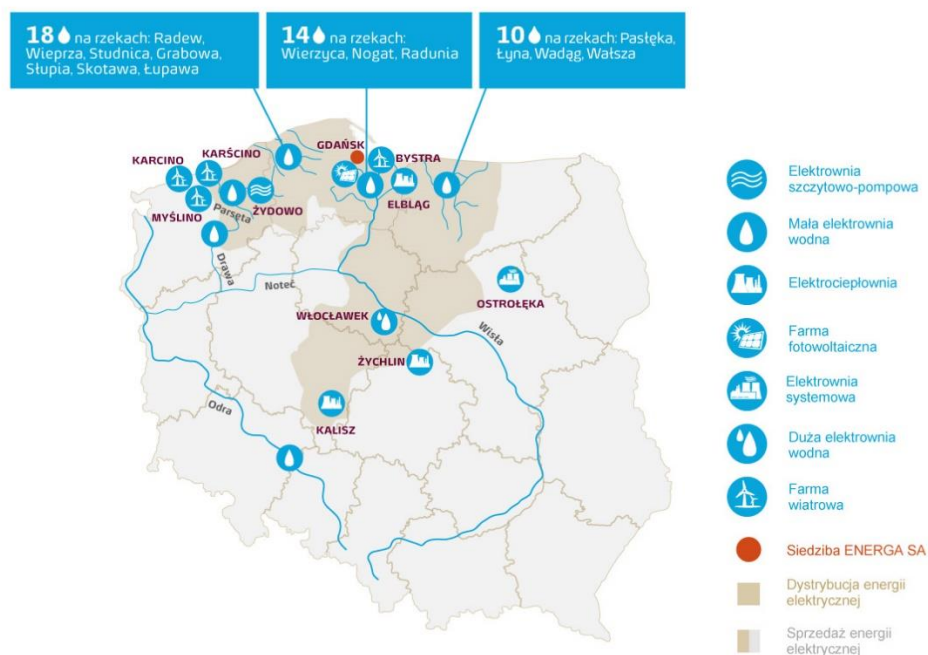 18 na rzekach: Radew,
Wieprza, Studnica, Grabowa,
Słupia, Skotawa, Łupawa
14 na rzekach:
Wierzyca, Nogat, Radunia
10 na rzekach: Pasłęka,
Łyna, Wadąg, Wałsza
GDAŃSK
KARCINO
KARŚCINO
BYSTRA
MYŚLINO
Parsęta
ŻYDOWO
ELBLĄG
Drawa
Noteć
OSTROŁĘKA
WŁOCŁAWEK
Wisła
ŻYCHLIN
Odra
KALISZ
Elektrownia
szczytowo-pompowa
Mała elektrownia
wodna
Elektrociepłownia
Farma
fotowoltaiczna
Elektrownia
systemowa
Duża elektrownia
wodna
Farma
wiatrowa
Siedziba ENERGA SA
Dystrybucja energii
elektrycznej
Sprzedaż energii
elektrycznej